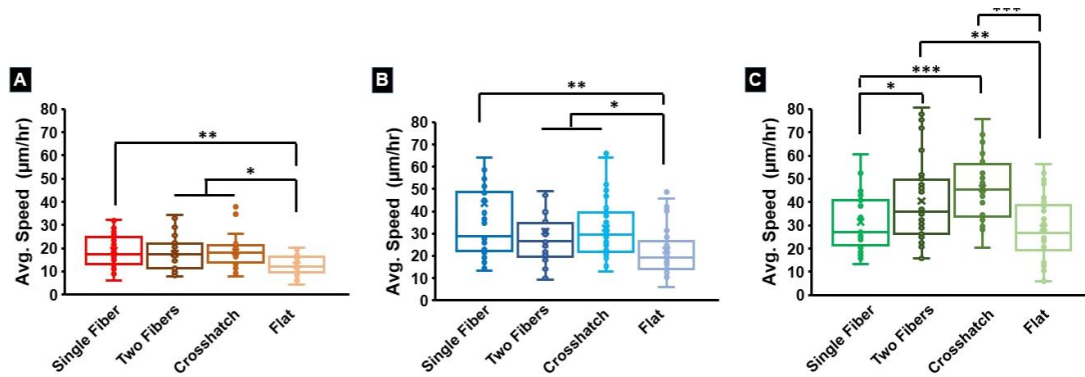 A
Avg. Speed (µm/hr)
80
70
60
50
40
30
20
10
0
**
*
Single Fiber
Two Fibers
Crosshatch
Flat
B
Avg. Speed (µm/hr)
80
70
60
50
40
30
20
10
0
**
*
Single Fiber
Two Fibers
Crosshatch
Flat
C
Avg. Speed (µm/hr)
80
70
60
50
40
30
20
10
0
***
**
***
*
Single Fiber
Two Fibers
Crosshatch
Flat